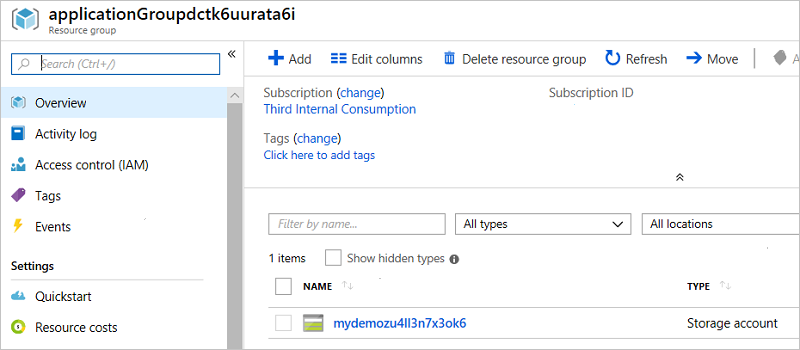 applicationGroupdctk6uurata6i
Resource group
Search (Ctrl+/)
Overview
Activity log
Access control (IAM)
Tags
Events
Settings
Quickstart
Resource costs
Add Edit columns Delete resource group Refresh Move A
Subscription (change) Subscription ID
Third Internal Consumption
Tags (change)
Click here to add tags
Filter by name... All types All locations
1 items Show hidden types
NAME TYPE
mydemozu4ll3n7x3ok6 Storage account